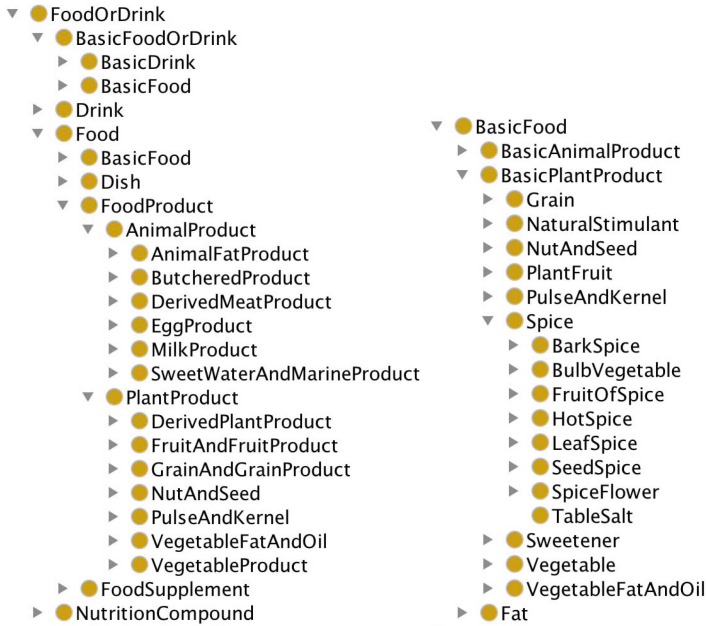 FoodOrDrink
BasicFoodOrDrink
BasicDrink
BasicFood
Drink
Food
BasicFood
Dish
FoodProduct
AnimalProduct
AnimalFatProduct
ButcheredProduct
DerivedMeatProduct
EggProduct
MilkProduct
SweetWaterAndMarineProduct
PlantProduct
DerivedPlantProduct
FruitAndFruitProduct
GrainAndGrainProduct
NutAndSeed
PulseAndKernel
VegetableFatAndOil
VegetableProduct
FoodSupplement
NutritionCompound
BasicFood
BasicAnimalProduct
BasicPlantProduct
Grain
NaturalStimulant
NutAndSeed
PlantFruit
PulseAndKernel
Spice
BarkSpice
BulbVegetable
FruitOfSpice
HotSpice
LeafSpice
SeedSpice
SpiceFlower
TableSalt
Sweetener
Vegetable
VegetableFatAndOil
Fat